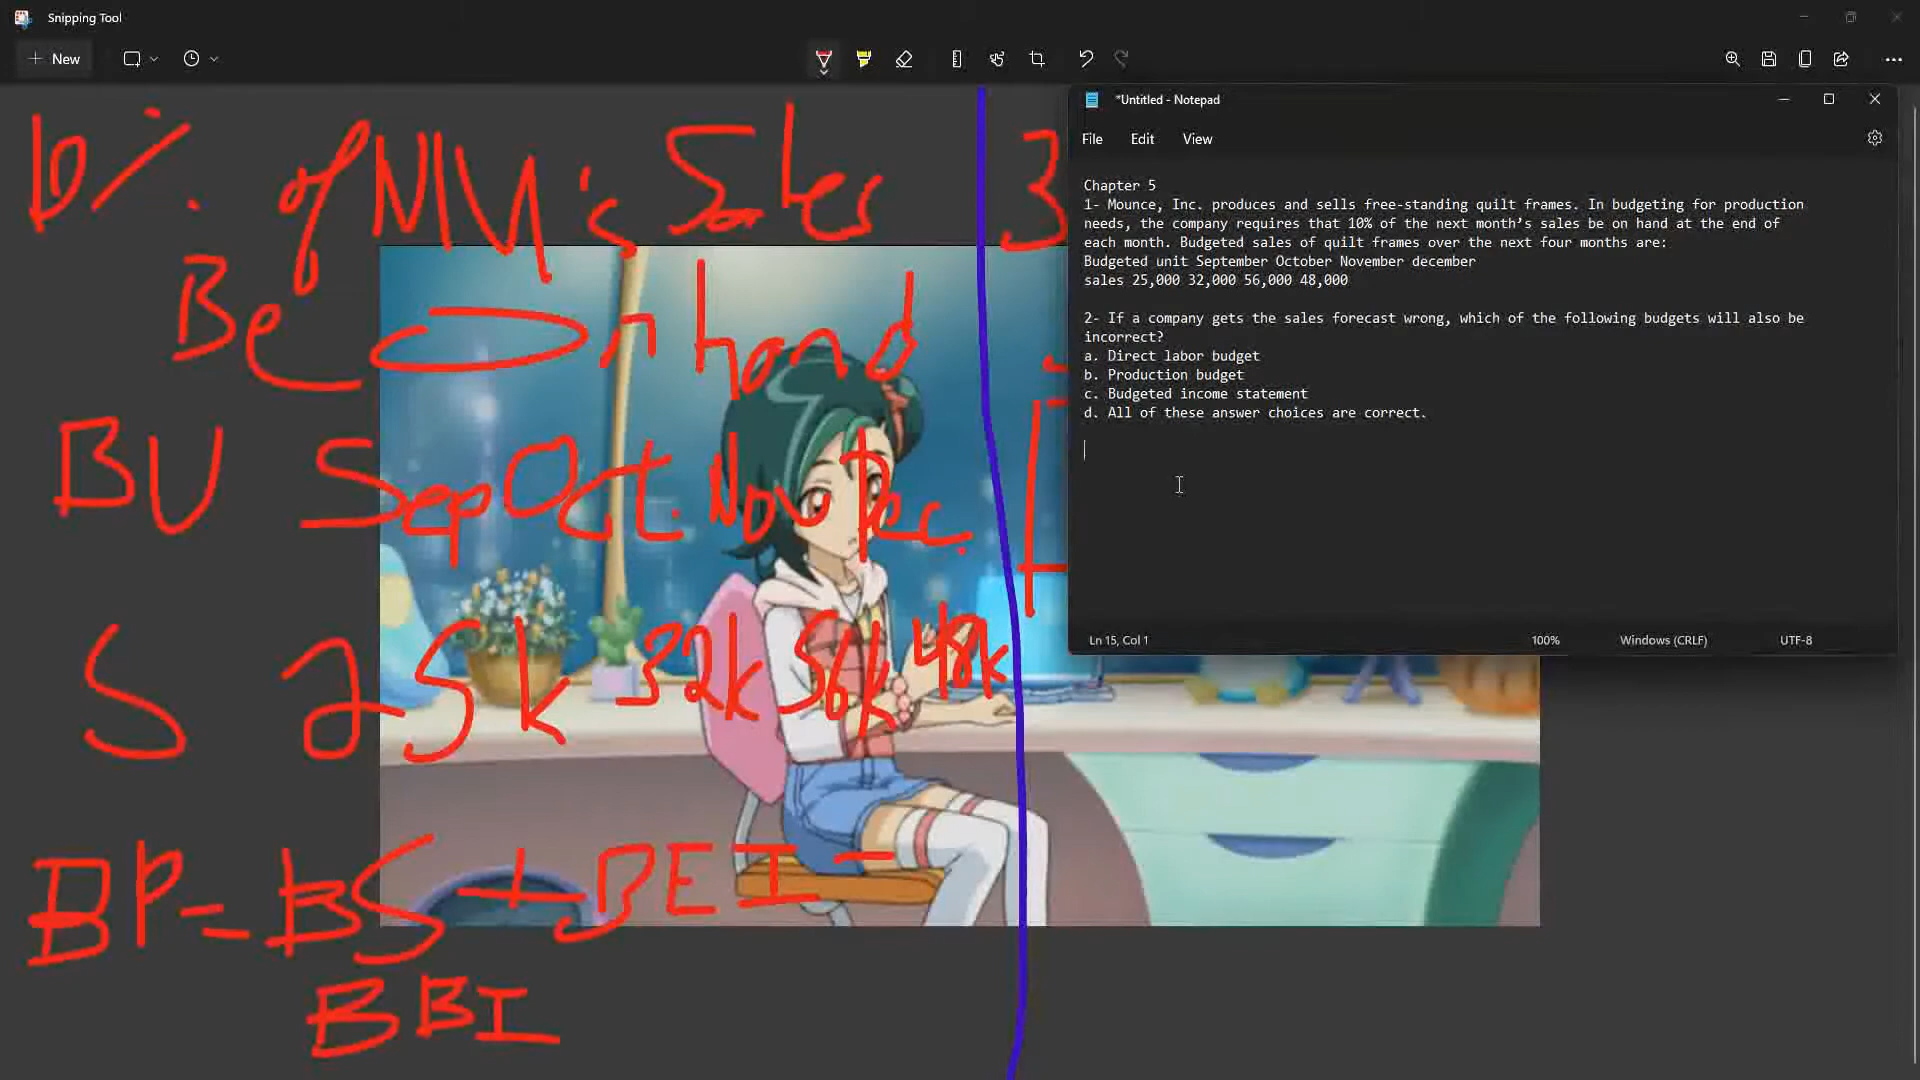 Snipping Tool
New
10% of NM's Sales
Be On hand
BU Sep Oct. Nov Dec.
S 25k 32k 56k 48k
BP = BS + BEI -
BBI
3
*Untitled - Notepad
File Edit View
Chapter 5
1- Mounce, Inc. produces and sells free-standing quilt frames. In budgeting for production
needs, the company requires that 10% of the next month’s sales be on hand at the end of
each month. Budgeted sales of quilt frames over the next four months are:
Budgeted unit September October November december
sales 25,000 32,000 56,000 48,000
2- If a company gets the sales forecast wrong, which of the following budgets will also be
incorrect?
a. Direct labor budget
b. Production budget
c. Budgeted income statement
d. All of these answer choices are correct.
Ln 15, Col 1 100% Windows (CRLF) UTF-8